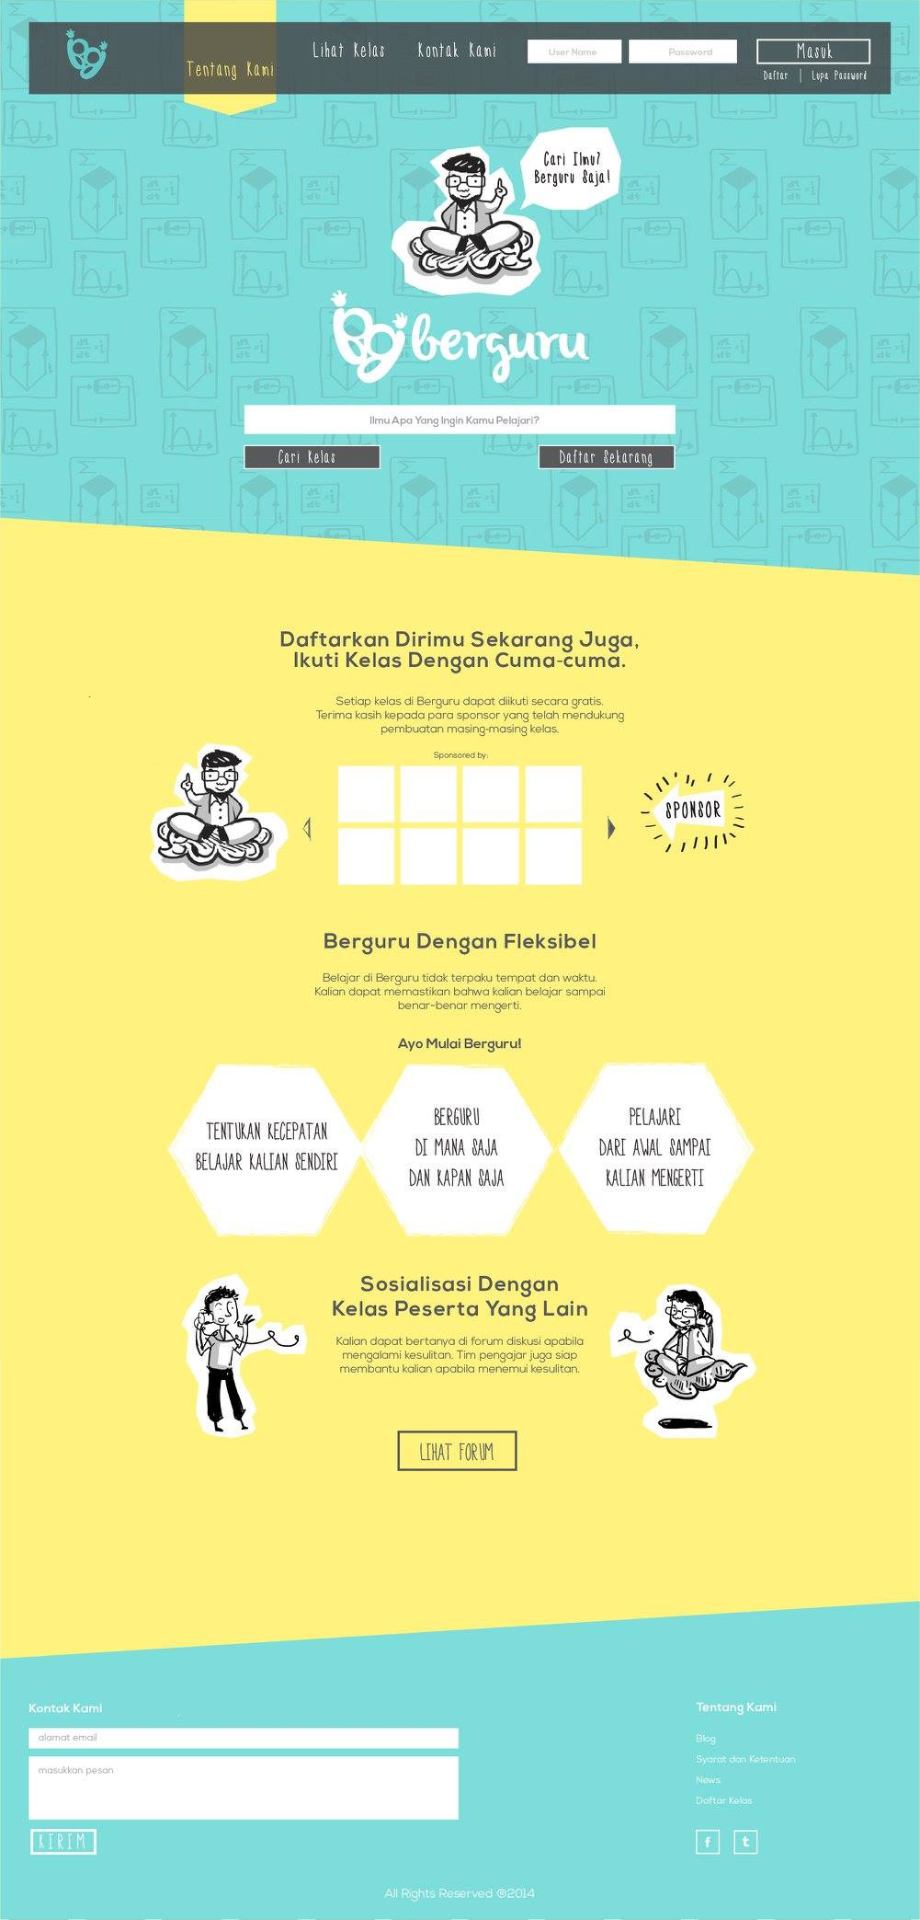 Tentang Kami
Lihat Kelas
Kontak Kami
User Name
Password
Masuk
Daftar | Lupa Password
Cari Ilmu?
Berguru Saja!
berguru
Ilmu Apa Yang Ingin Kamu Pelajari?
Cari Kelas
Daftar Sekarang
Daftarkan Dirimu Sekarang Juga,
Ikuti Kelas Dengan Cuma-cuma.
Setiap kelas di Berguru dapat diikuti secara gratis.
Terima kasih kepada para sponsor yang telah mendukung
pembuatan masing-masing kelas.
Sponsored by:
SPONSOR
Berguru Dengan Fleksibel
Belajar di Berguru tidak terpaku tempat dan waktu.
Kalian dapat memastikan bahwa kalian belajar sampai
benar-benar mengerti.
Ayo Mulai Berguru!
TENTUKAN KECEPATAN
BELAJAR KALIAN SENDIRI
BERGURU
DI MANA SAJA
DAN KAPAN SAJA
PELAJARI
DARI AWAL SAMPAI
KALIAN MENGERTI
Sosialisasi Dengan
Kelas Peserta Yang Lain
Kalian dapat bertanya di forum diskusi apabila
mengalami kesulitan. Tim pengajar juga siap
membantu kalian apabila menemui kesulitan.
LIHAT FORUM
Kontak Kami
alamat email
masukkan pesan
KIRIM
Tentang Kami
Blog
Syarat dan Ketentuan
News
Daftar Kelas
f t
All Rights Reserved ®2014